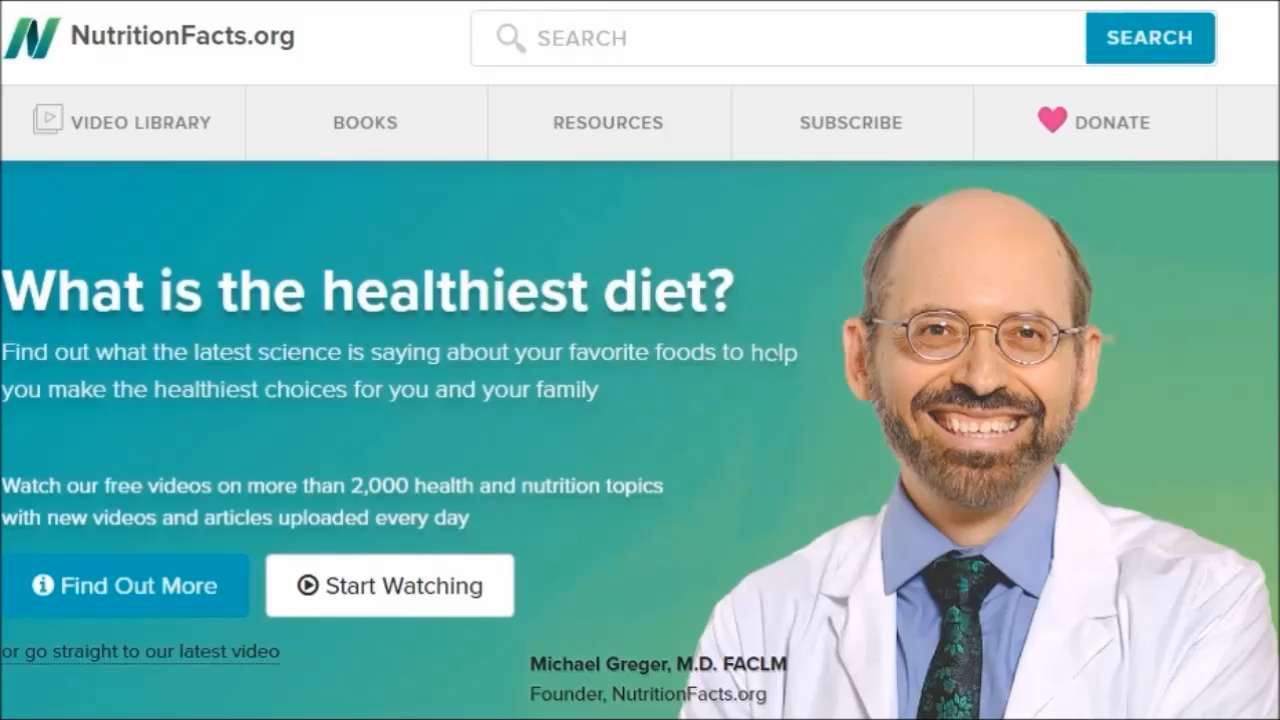 NutritionFacts.org
SEARCH
SEARCH
VIDEO LIBRARY
BOOKS
RESOURCES
SUBSCRIBE
DONATE
What is the healthiest diet?
Find out what the latest science is saying about your favorite foods to help
you make the healthiest choices for you and your family
Watch our free videos on more than 2,000 health and nutrition topics
with new videos and articles uploaded every day
Find Out More
Start Watching
or go straight to our latest video
Michael Greger, M.D. FACLM
Founder, NutritionFacts.org